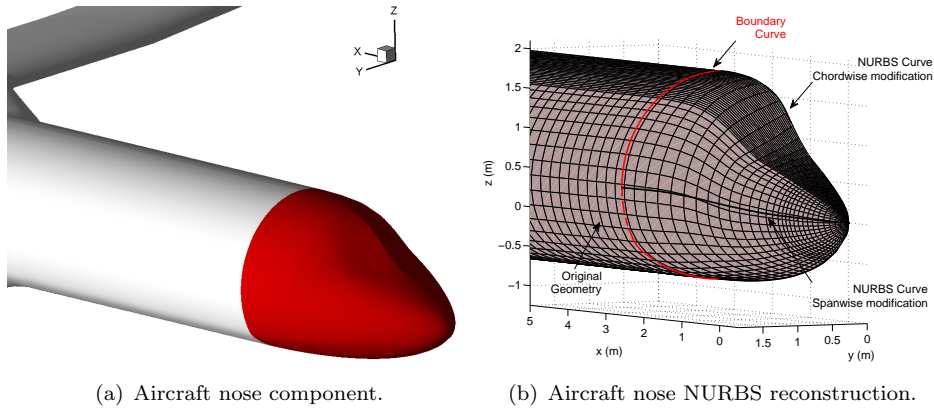 Z
X
Y
Boundary
Curve
NURBS Curve
Chordwise modification
2
1.5
1
0.5
0
−0.5
−1
z (m)
Original
Geometry
NURBS Curve
Spanwise modification
5
4
3
2
1
0
x (m)
1.5
1
0.5
0
y (m)
(a) Aircraft nose component.
(b) Aircraft nose NURBS reconstruction.